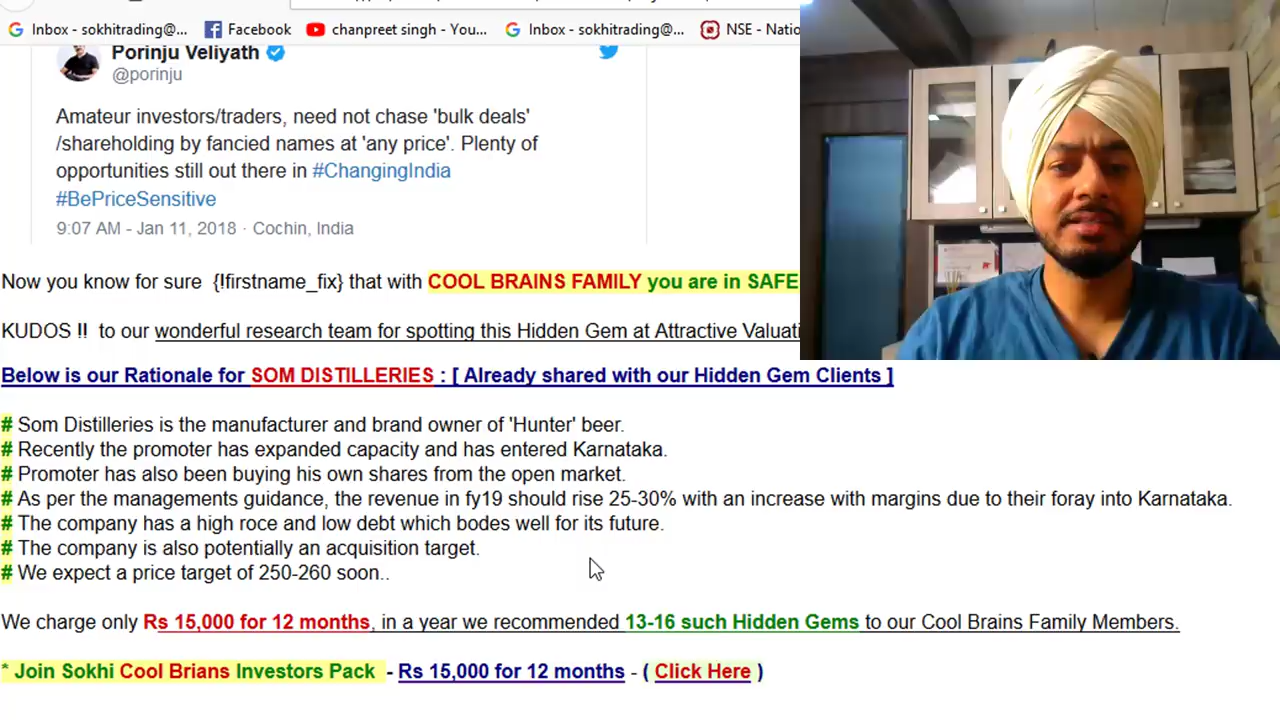 Inbox - sokhitrading@... Facebook chanpreet singh - You... Inbox - sokhitrading@... NSE - Natio
Porinju Veliyath
@porinju
Amateur investors/traders, need not chase 'bulk deals'
/shareholding by fancied names at 'any price'. Plenty of
opportunities still out there in #ChangingIndia
#BePriceSensitive
9:07 AM - Jan 11, 2018 · Cochin, India
Now you know for sure {!firstname_fix} that with COOL BRAINS FAMILY you are in SAFE
KUDOS !! to our wonderful research team for spotting this Hidden Gem at Attractive Valuati
Below is our Rationale for SOM DISTILLERIES : [ Already shared with our Hidden Gem Clients ]
# Som Distilleries is the manufacturer and brand owner of 'Hunter' beer.
# Recently the promoter has expanded capacity and has entered Karnataka.
# Promoter has also been buying his own shares from the open market.
# As per the managements guidance, the revenue in fy19 should rise 25-30% with an increase with margins due to their foray into Karnataka.
# The company has a high roce and low debt which bodes well for its future.
# The company is also potentially an acquisition target.
# We expect a price target of 250-260 soon..
We charge only Rs 15,000 for 12 months, in a year we recommended 13-16 such Hidden Gems to our Cool Brains Family Members.
* Join Sokhi Cool Brians Investors Pack - Rs 15,000 for 12 months - ( Click Here )